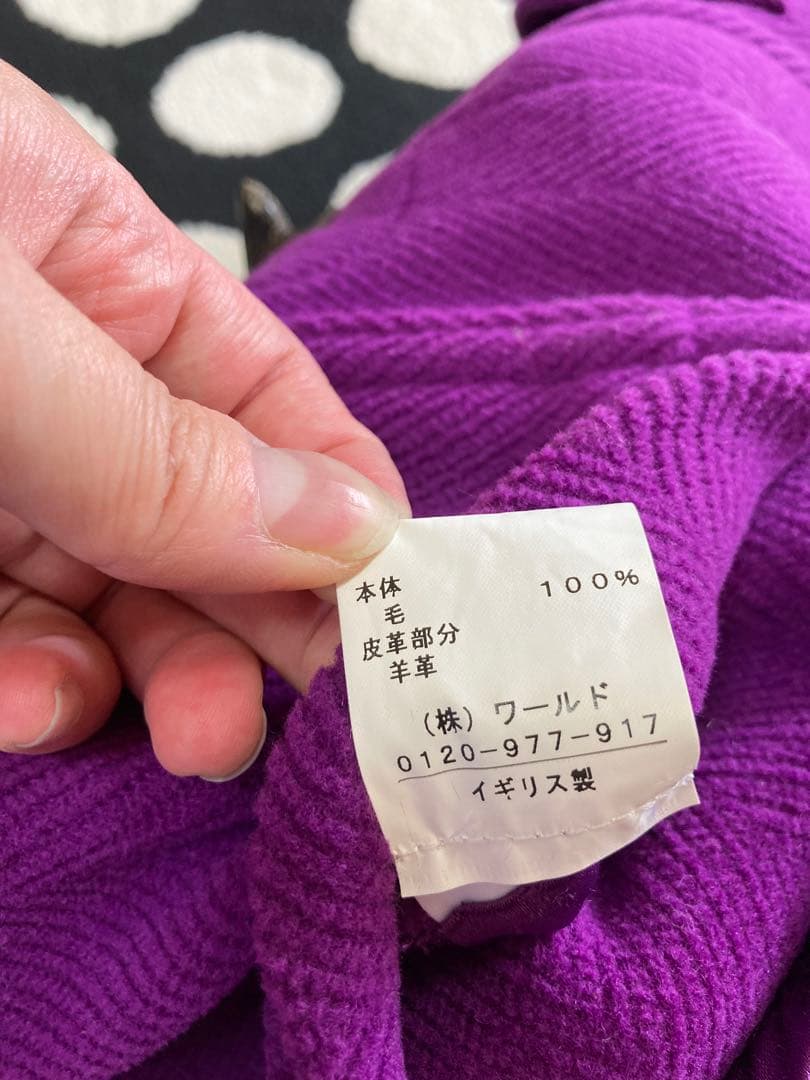 本体
毛 100%
皮革部分
羊革
(株)ワールド
0120-977-917
イギリス製